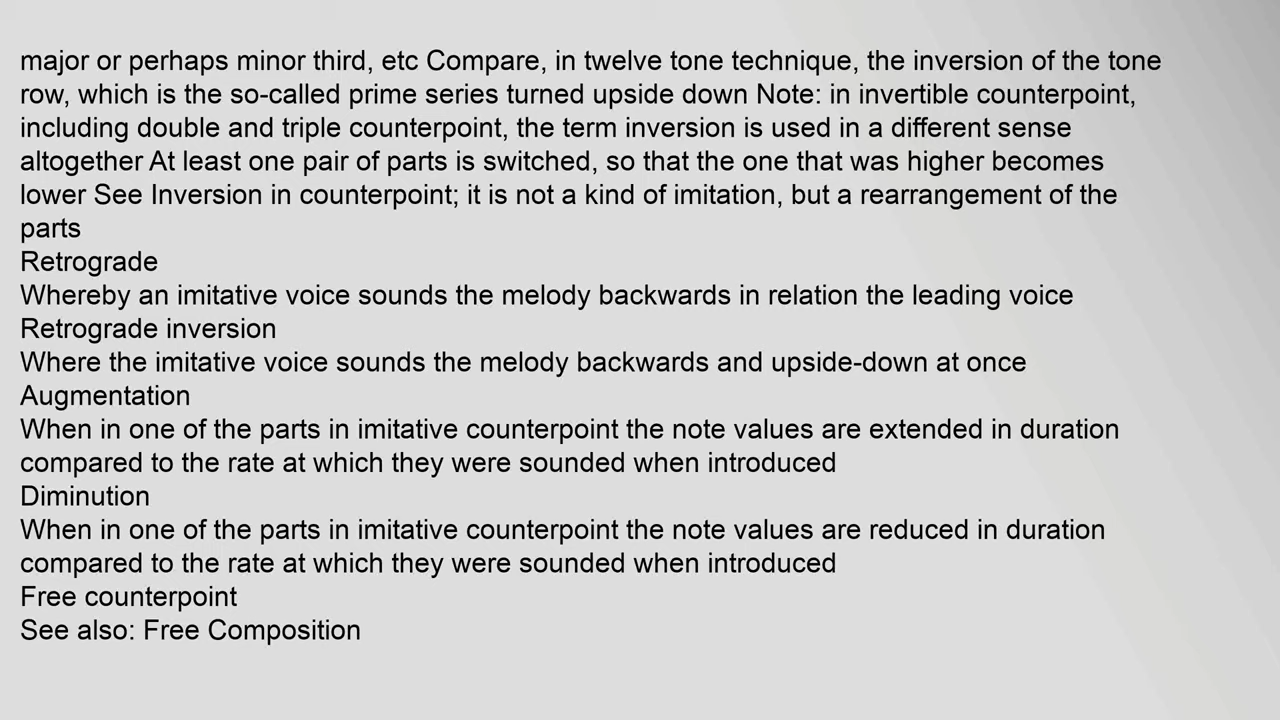 major or perhaps minor third, etc Compare, in twelve tone technique, the inversion of the tone
row, which is the so-called prime series turned upside down Note: in invertible counterpoint,
including double and triple counterpoint, the term inversion is used in a different sense
altogether At least one pair of parts is switched, so that the one that was higher becomes
lower See Inversion in counterpoint; it is not a kind of imitation, but a rearrangement of the
parts
Retrograde
Whereby an imitative voice sounds the melody backwards in relation the leading voice
Retrograde inversion
Where the imitative voice sounds the melody backwards and upside-down at once
Augmentation
When in one of the parts in imitative counterpoint the note values are extended in duration
compared to the rate at which they were sounded when introduced
Diminution
When in one of the parts in imitative counterpoint the note values are reduced in duration
compared to the rate at which they were sounded when introduced
Free counterpoint
See also: Free Composition